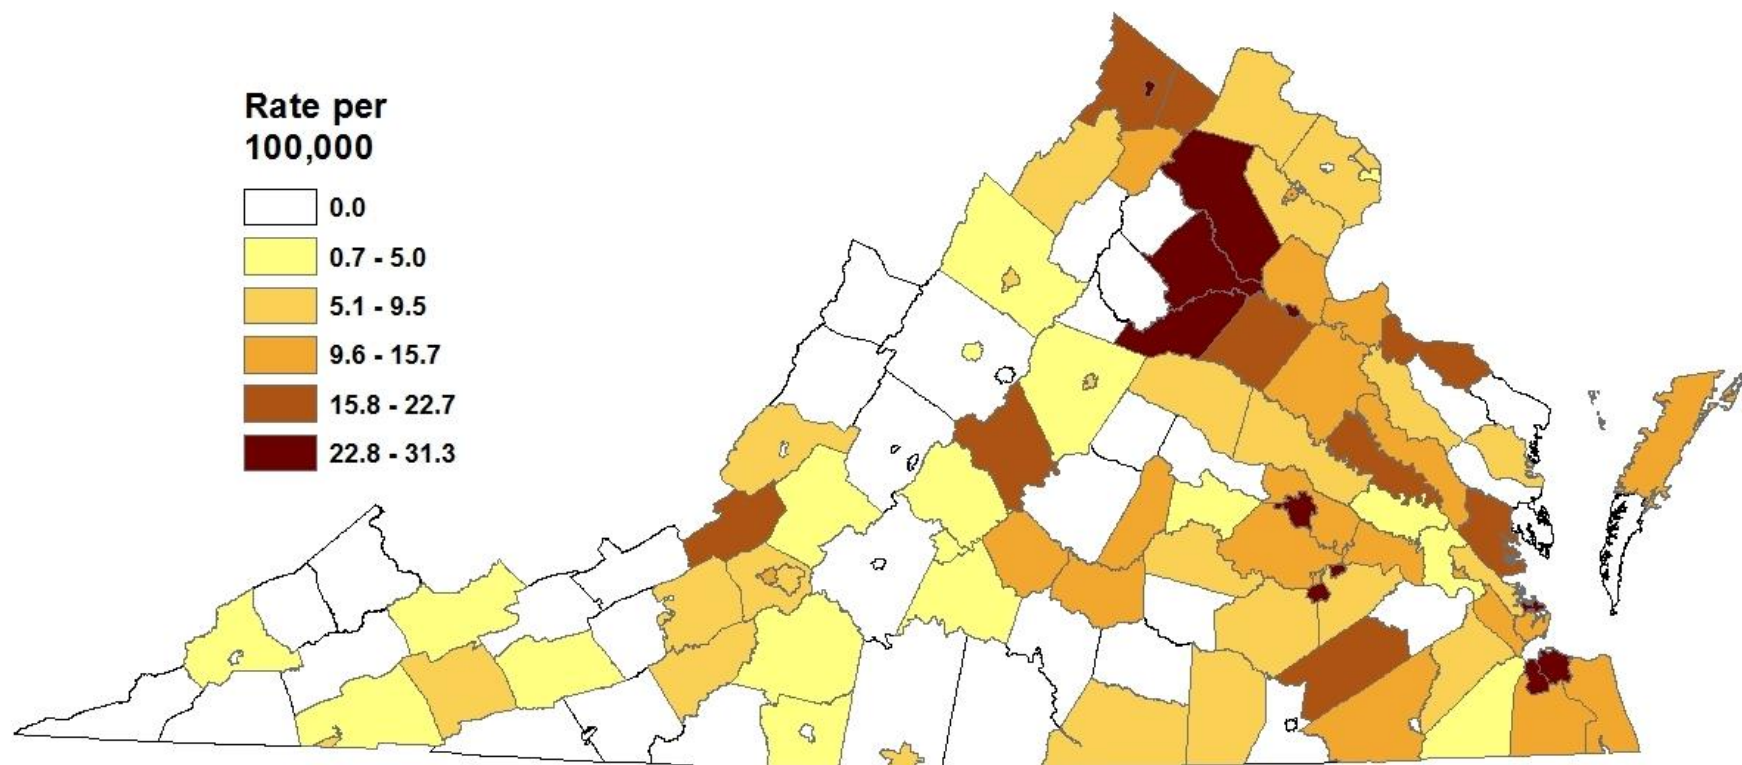 Rate per
100,000
0.0
0.7 - 5.0
5.1 - 9.5
9.6 - 15.7
15.8 - 22.7
22.8 - 31.3